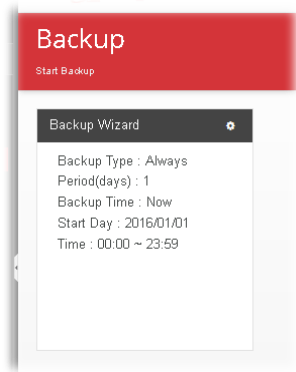 Backup
Start Backup
Backup Wizard
Backup Type : Always
Period(days) : 1
Backup Time : Now
Start Day : 2016/01/01
Time : 00:00 ~ 23:59